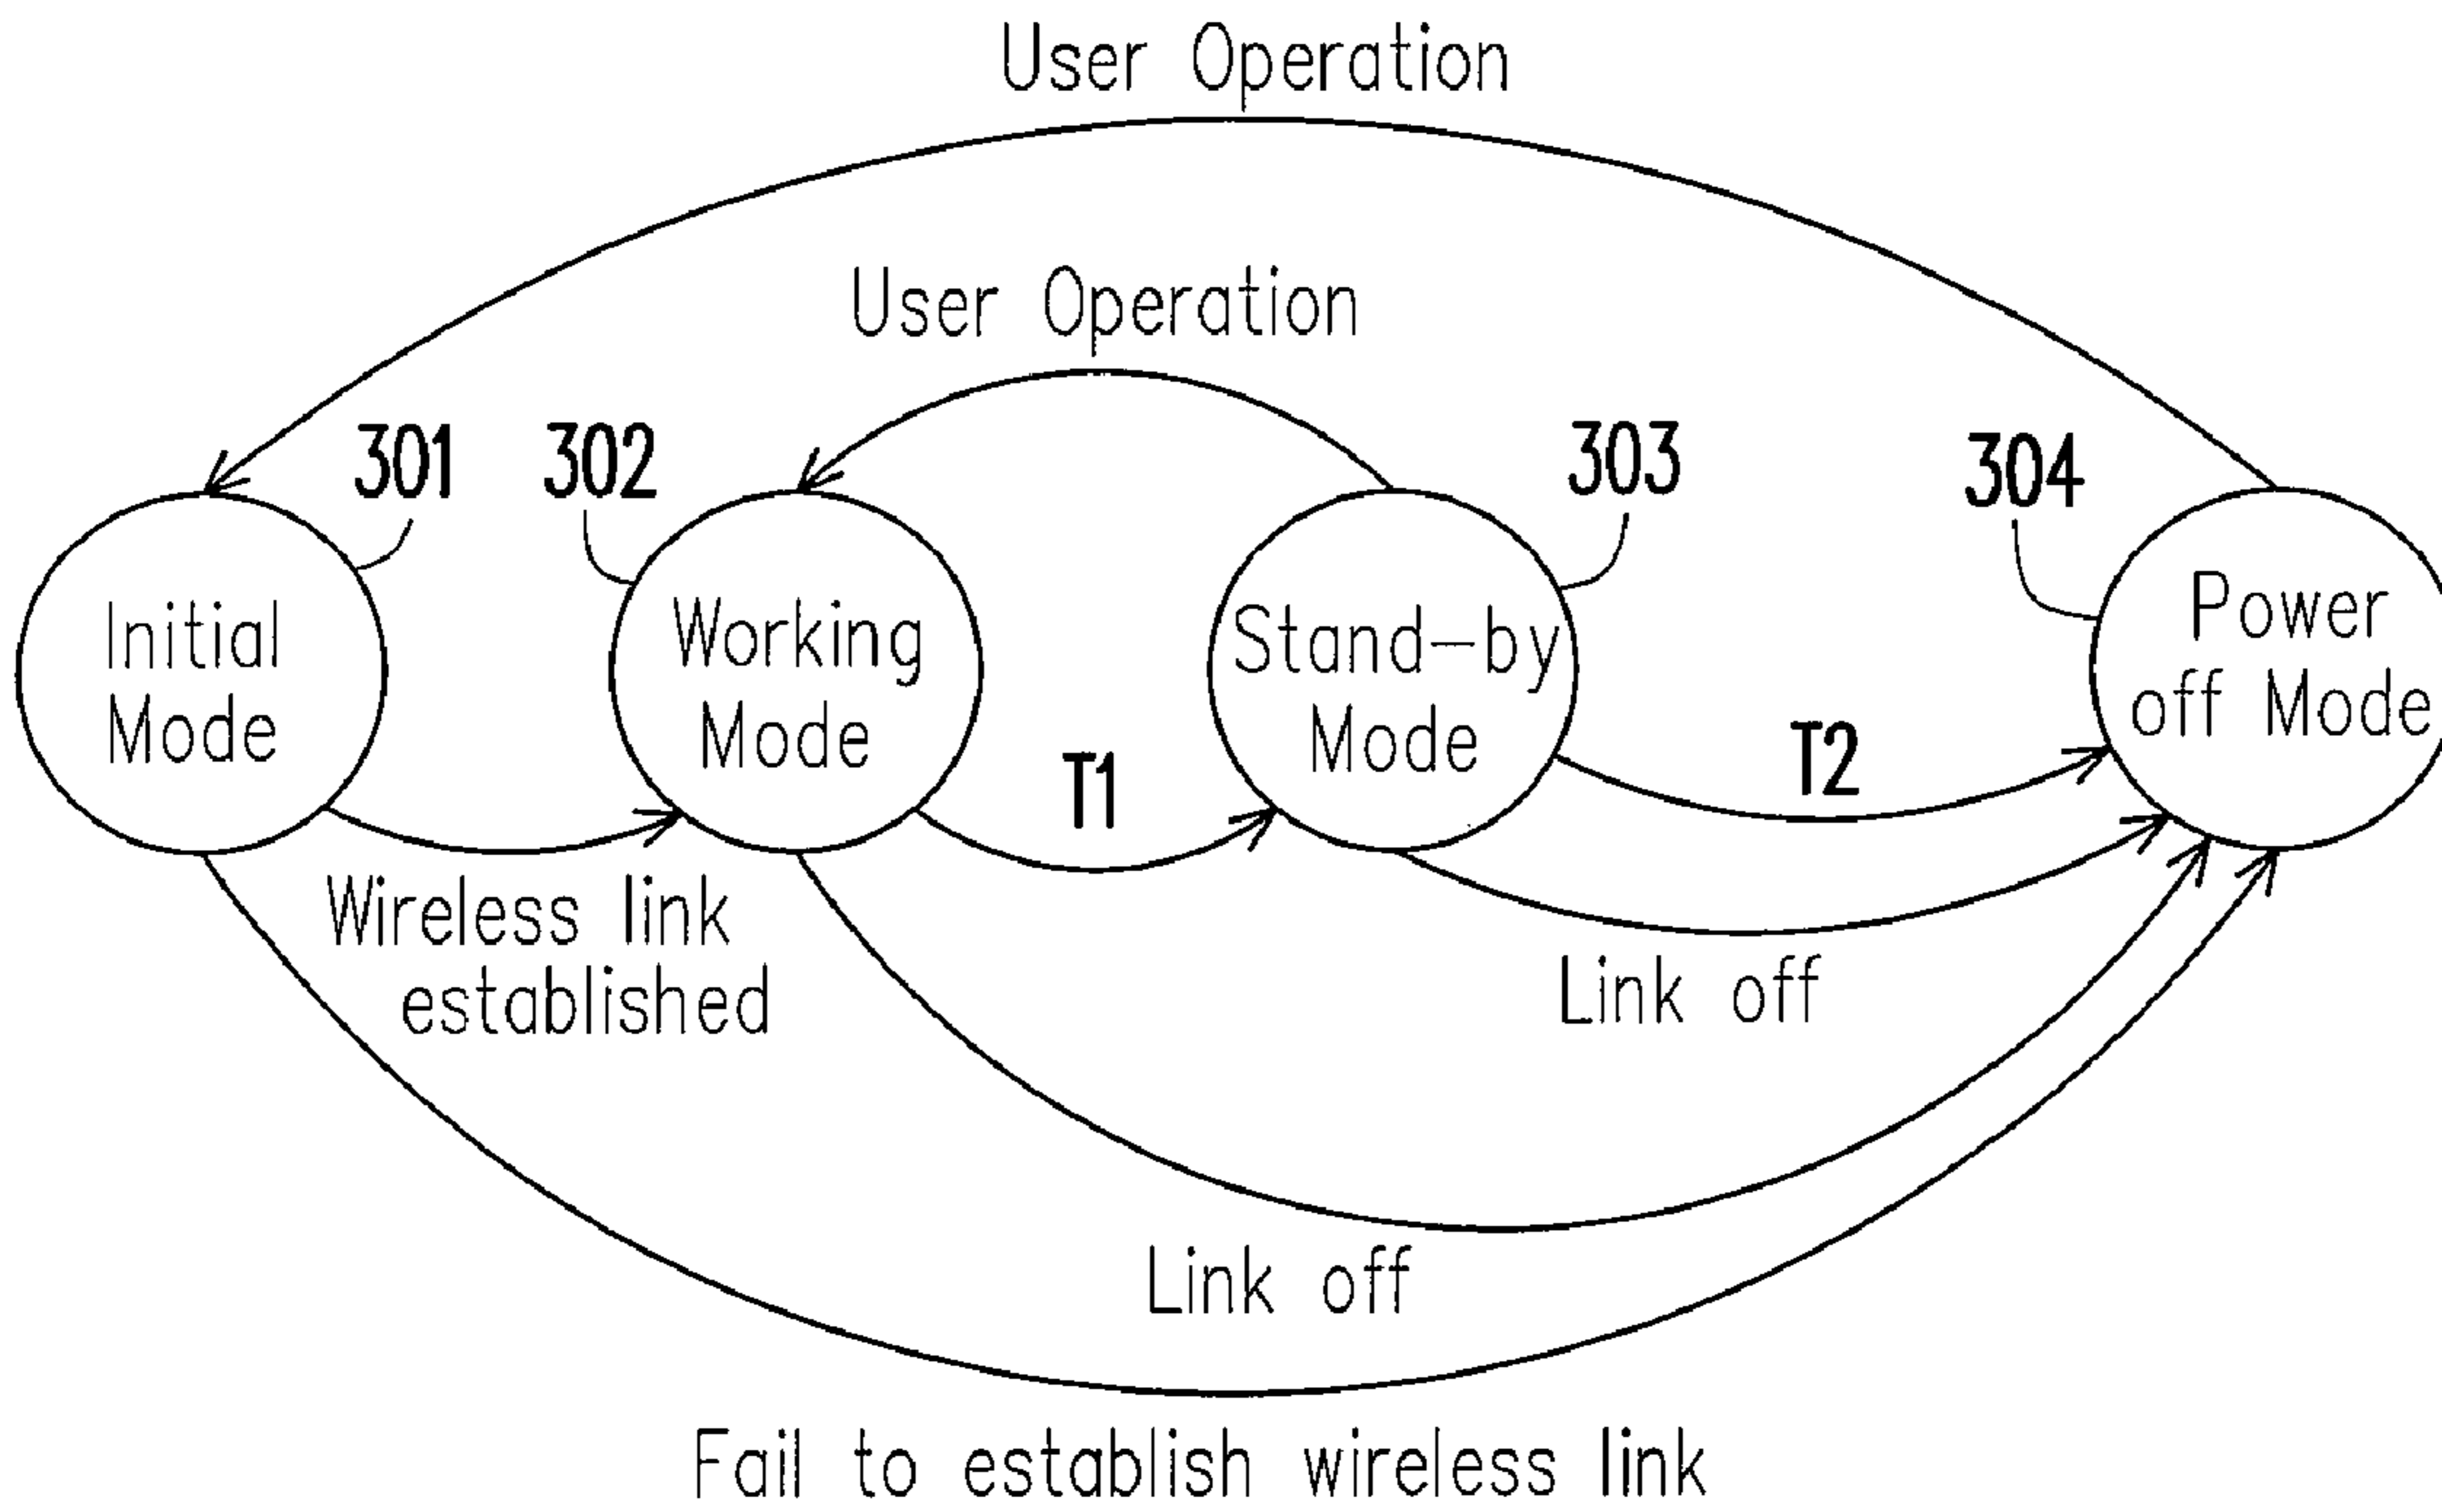 User Operation
User Operation
301
302
303
304
Initial
Mode
Working
Mode
Stand-by
Mode
Power
off Mode
T1
T2
Wireless link
established
Link off
Link off
Fail to establish wireless link